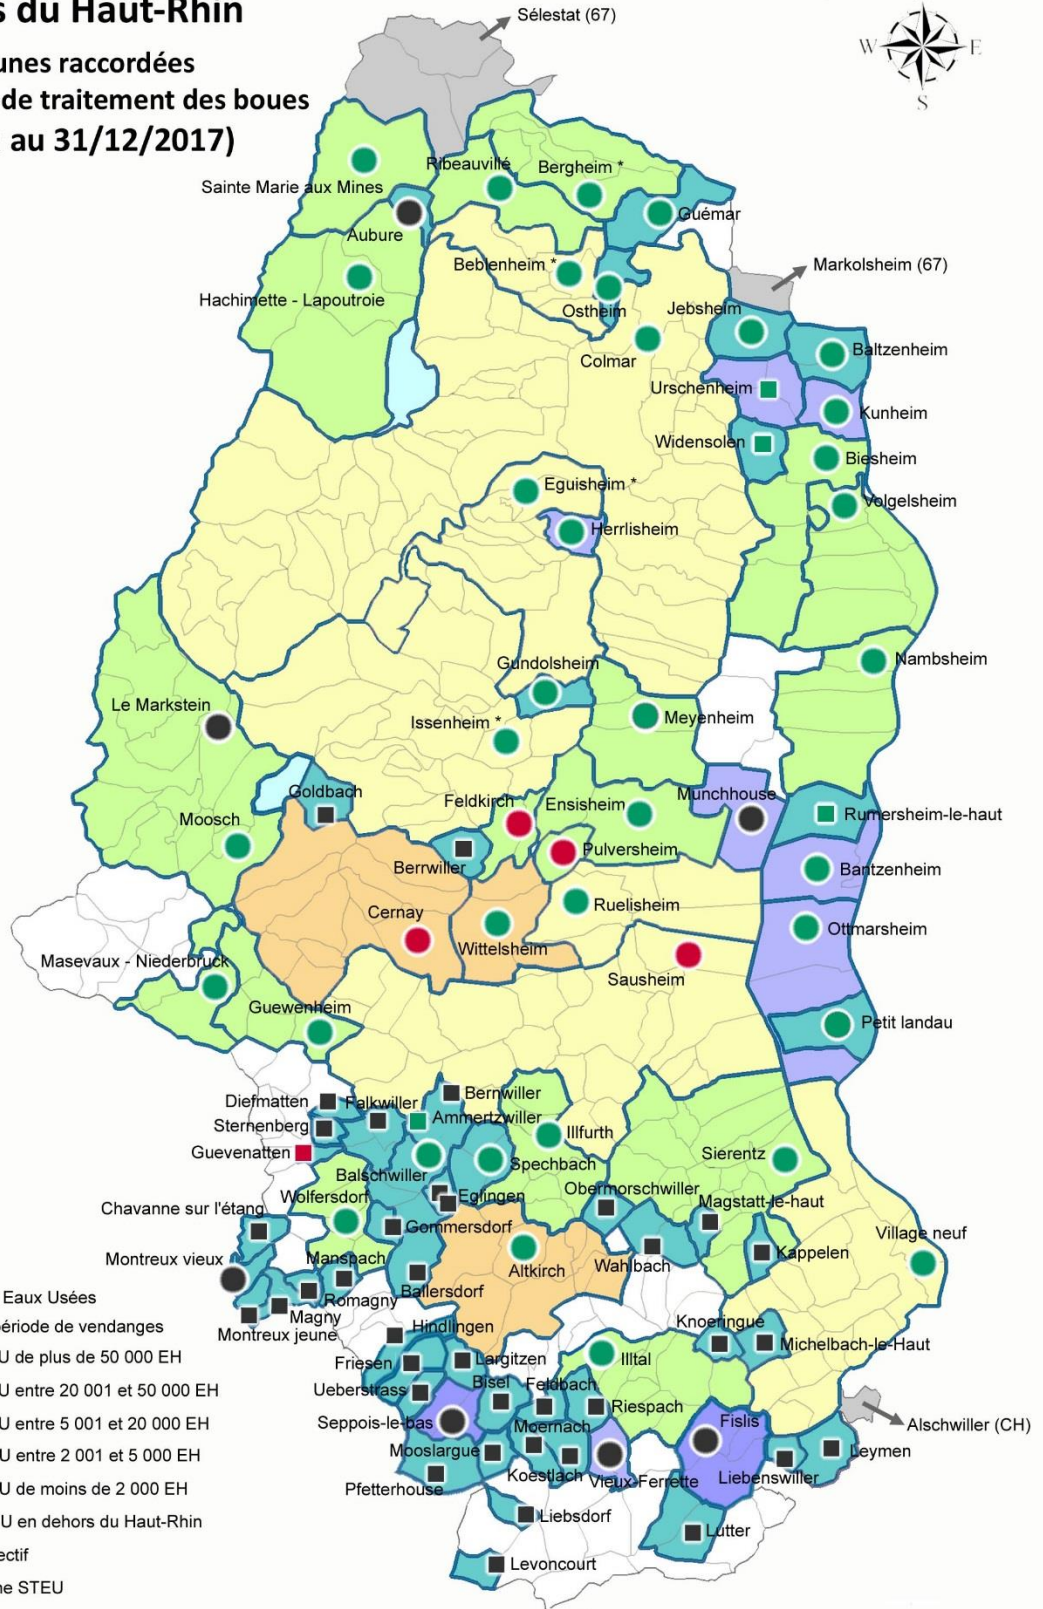 s du Haut-Rhin
unes raccordées
de traitement des boues
au 31/12/2017)
Sélestat (67)
W E
S
Ribeauvillé
Bergheim *
Sainte Marie aux Mines
Guémar
Aubure
Beblenheim *
Markolsheim (67)
Hachimette - Lapoutroie
Ostheim
Jebsheim
Colmar
Baltzenheim
Urschenheim
Kunheim
Widensolen
Biesheim
Eguisheim *
Volgelsheim
Herrlisheim
Gundolsheim
Nambsheim
Le Markstein
Issenheim *
Meyenheim
Goldbach
Feldkirch
Ensisheim
Munchhouse
Moosch
Rumersheim-le-haut
Pulversheim
Berrwiller
Bantzenheim
Cernay
Ruelisheim
Wittelsheim
Ottmarsheim
Masevaux - Niederbruck
Sausheim
Guewenheim
Petit landau
Bernwiller
Diefmatten
Falkwiller
Ammertzwiller
Sternenberg
Illfurth
Guevenatten
Sierentz
Balschwiller
Spechbach
Wolfersdorf
Eglingen
Obermorschwiller
Magstatt-le-haut
Chavanne sur l'étang
Gommersdorf
Village neuf
Montreux vieux
Manspach
Altkirch
Wahlbach
Kappelen
Ballersdorf
Romagny
Eaux Usées
Magny
période de vendanges
Montreux jeune
Hindlingen
Knoeringue
Michelbach-le-Haut
U de plus de 50 000 EH
Friesen
Largitzen
Illtal
U entre 20 001 et 50 000 EH
Ueberstrass
Bisel
Feldbach
Riespach
U entre 5 001 et 20 000 EH
Seppois-le-bas
Moernach
Fislis
Alschwiller (CH)
U entre 2 001 et 5 000 EH
Mooslargue
Leymen
Koestlach
Vieux-Ferrette
Liebenswiller
U de moins de 2 000 EH
Pfetterhouse
U en dehors du Haut-Rhin
Liebsdorf
Lutter
ectif
Levoncourt
ne STEU